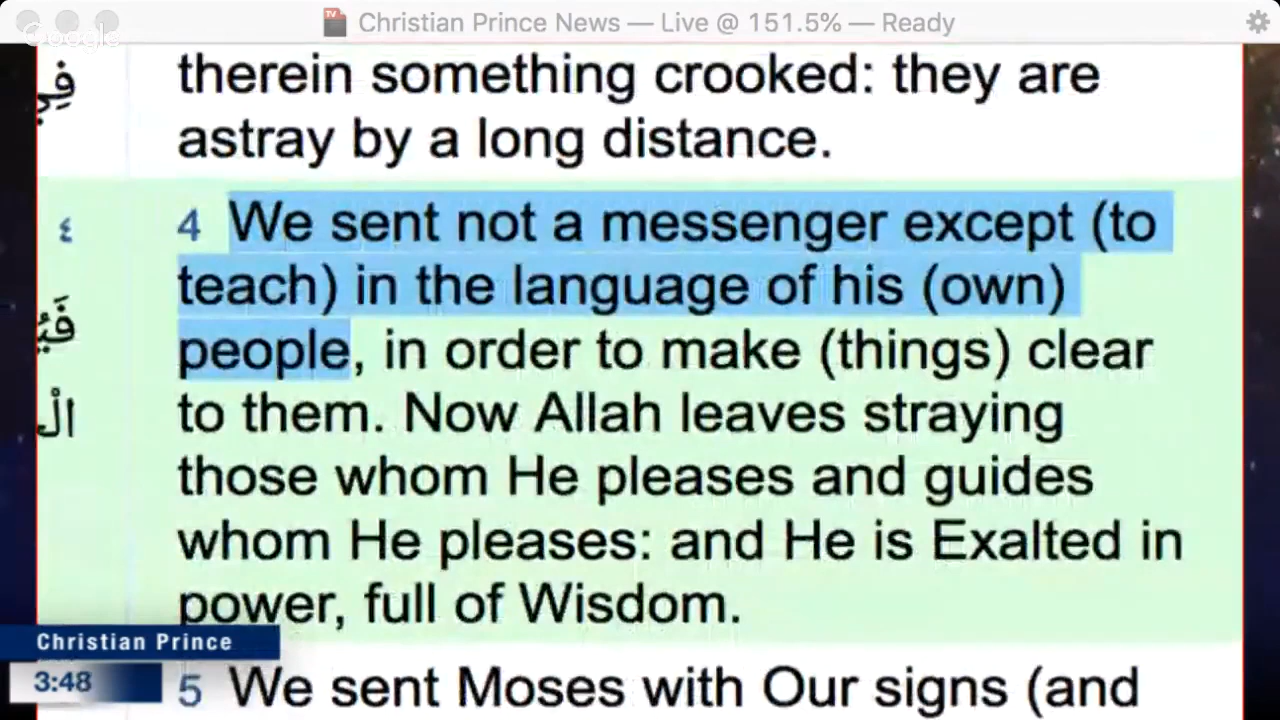 Christian Prince News — Live @ 151.5% — Ready
Google
therein something crooked: they are
astray by a long distance.
٤
4 We sent not a messenger except (to
teach) in the language of his (own)
people, in order to make (things) clear
to them. Now Allah leaves straying
those whom He pleases and guides
whom He pleases: and He is Exalted in
power, full of Wisdom.
5 We sent Moses with Our signs (and
Christian Prince
3:48